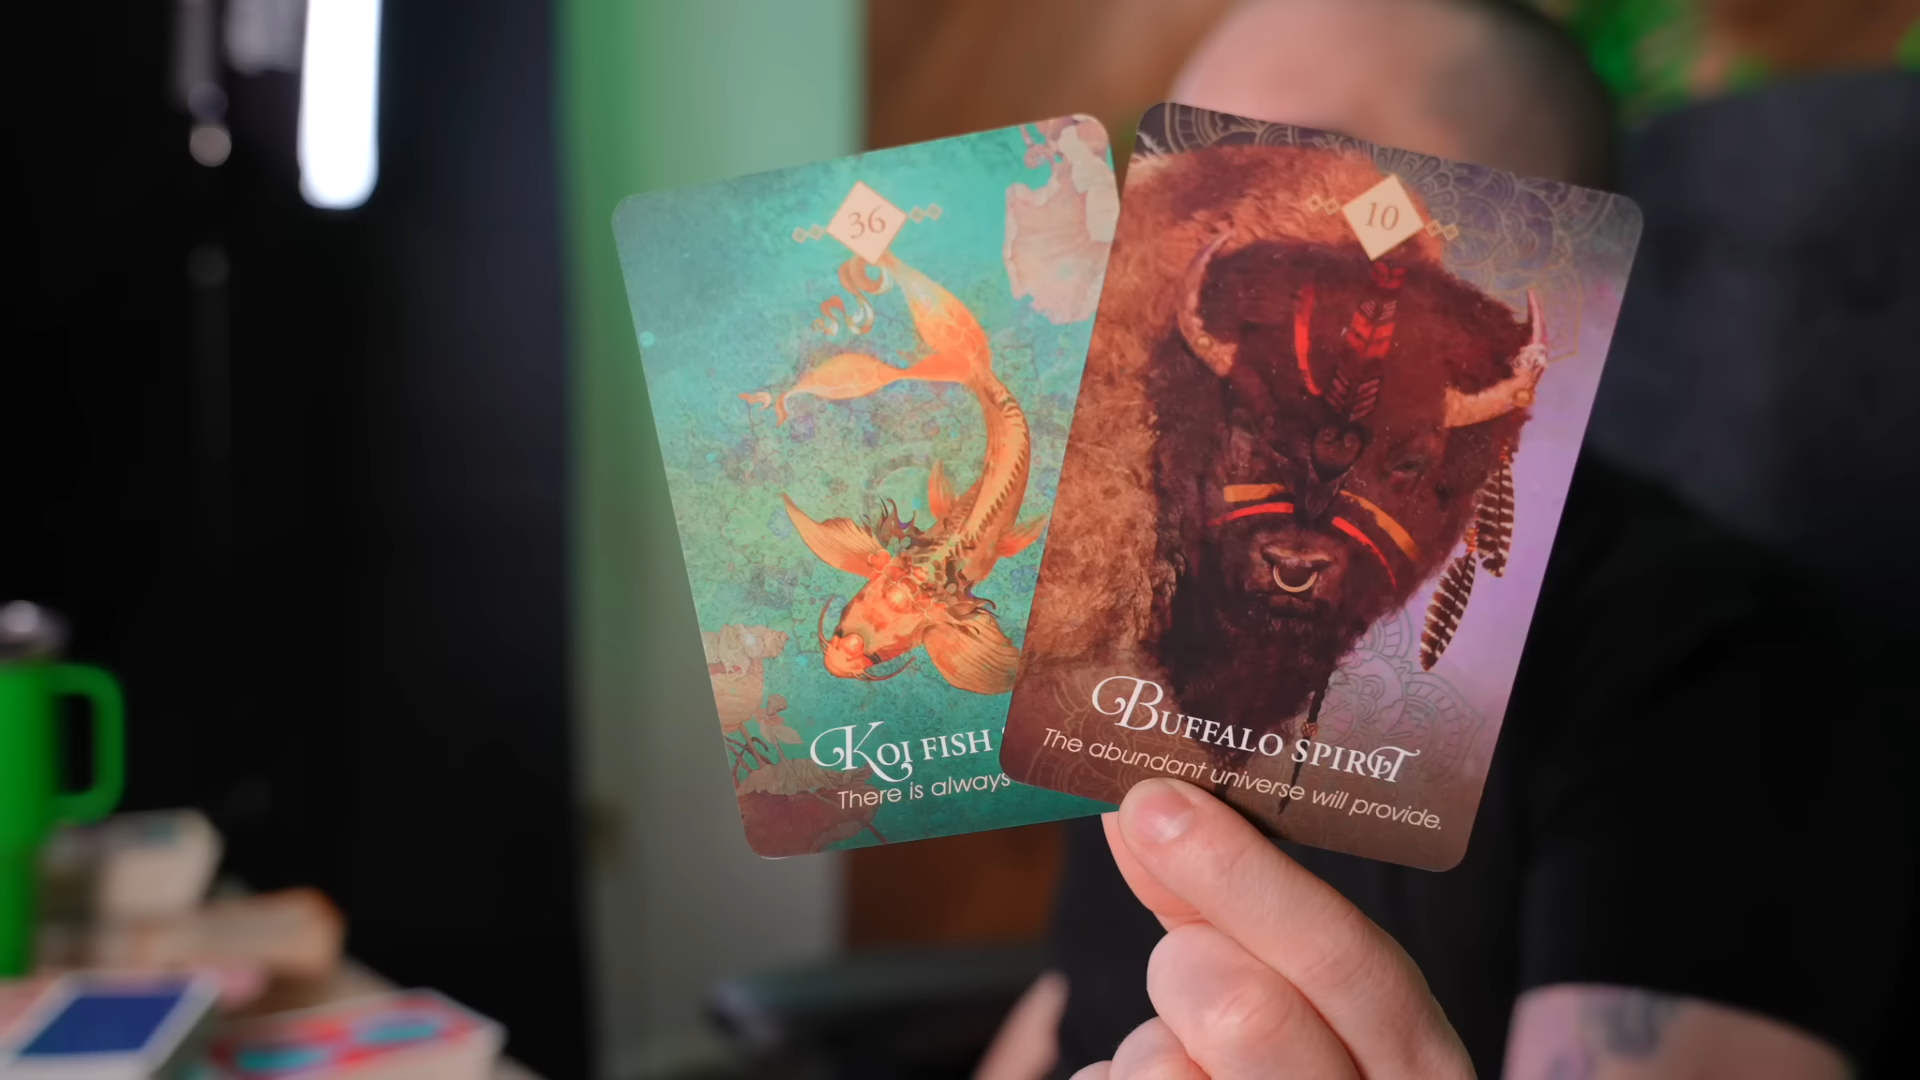 36
Koi fish
There is always
10
Buffalo spirit
The abundant universe will provide.